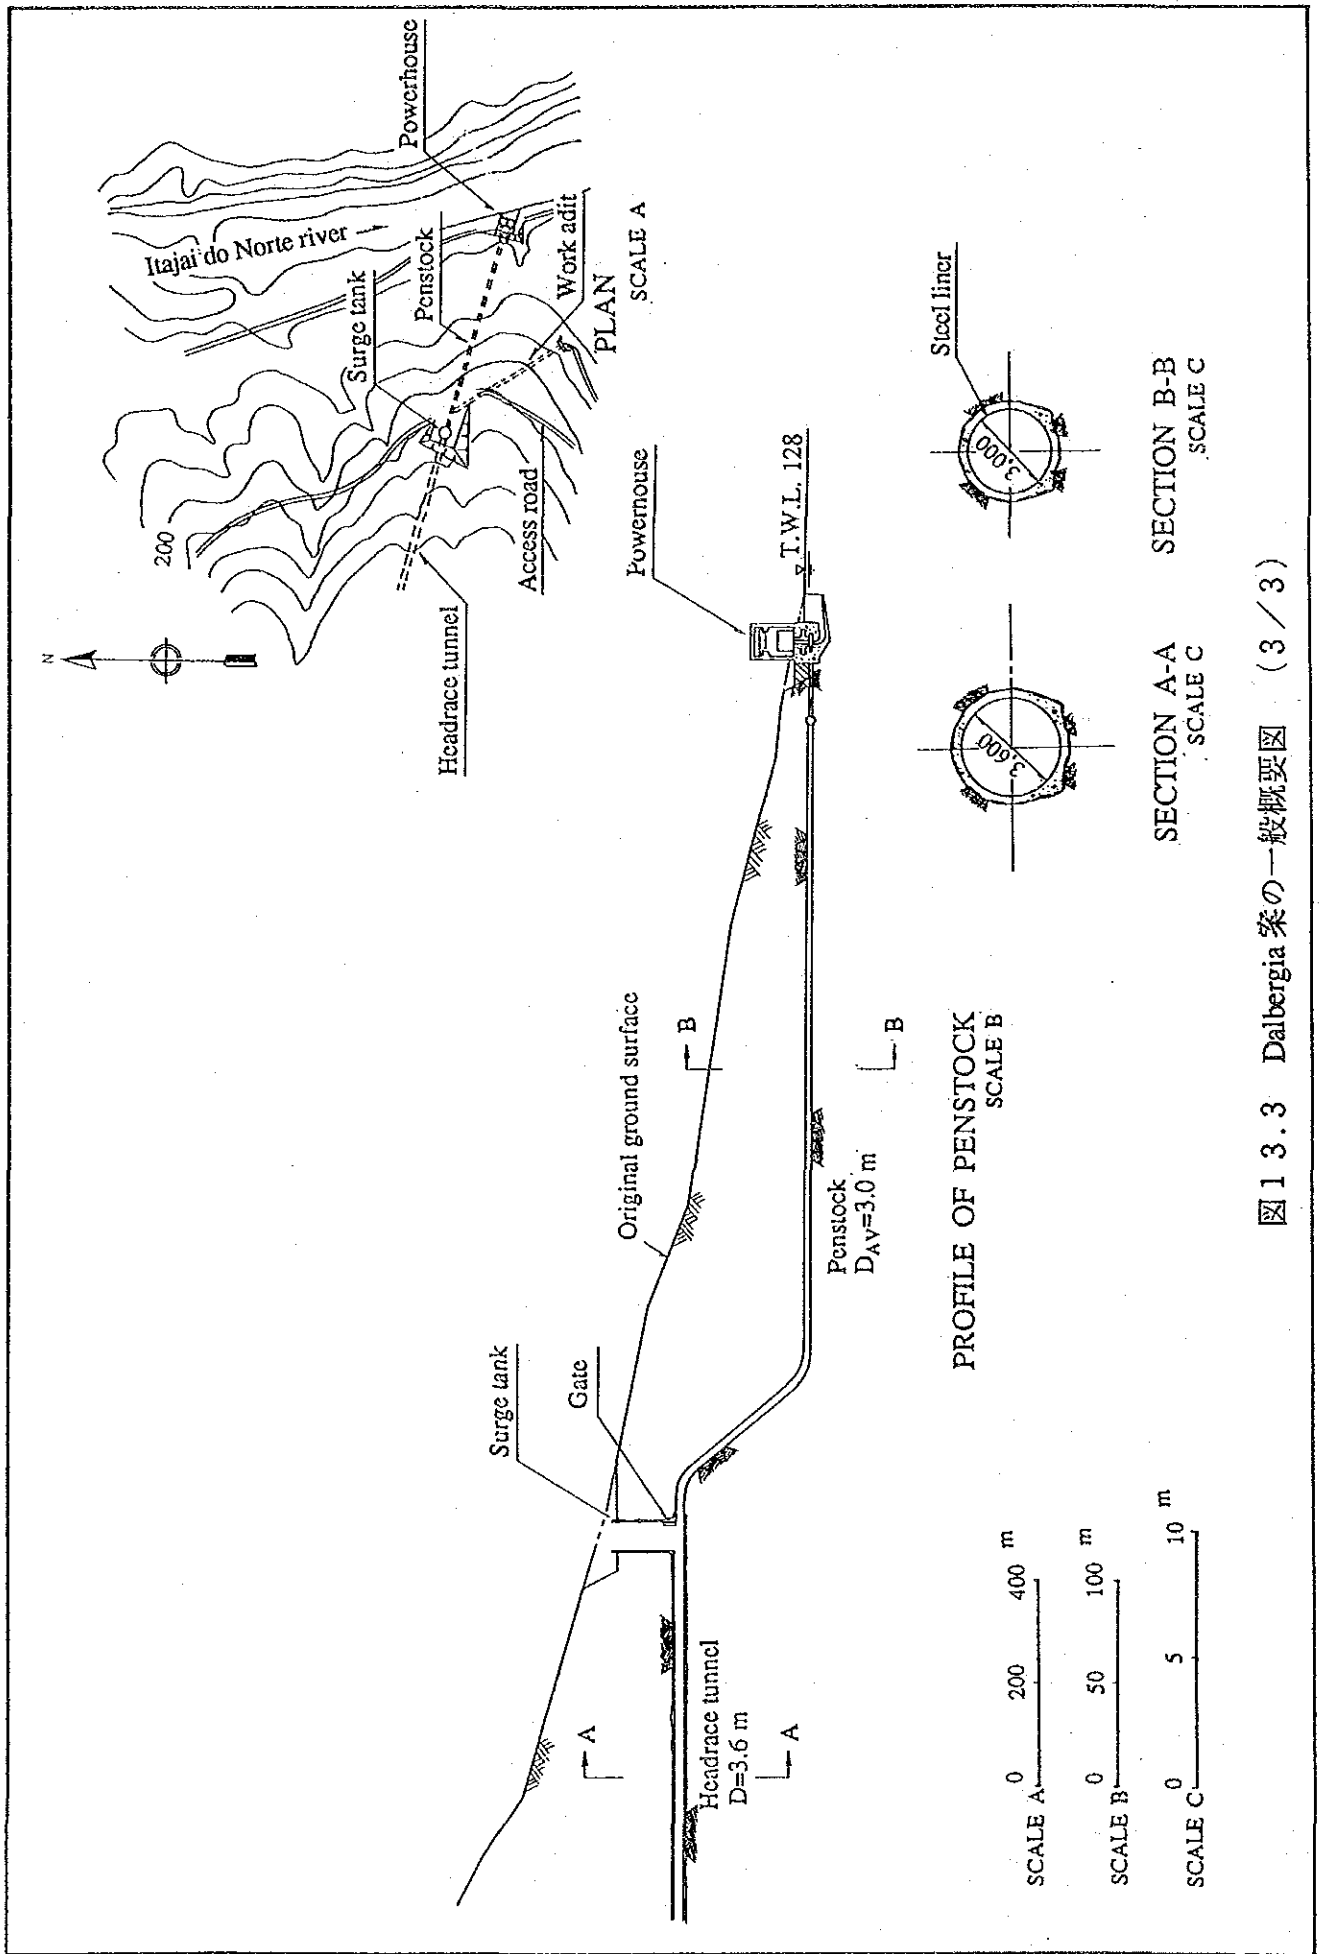 N
200
Itajai do Norte river
Powerhouse
Penstock
Surge tank
Work adit
Headrace tunnel
Access road
PLAN
SCALE A
Surge tank
Gate
Original ground surface
Powernouse
T.W.L. 128
A
A
B
B
Headrace tunnel
D=3.6 m
Penstock
DAV=3.0 m
PROFILE OF PENSTOCK
SCALE B
3,600
SECTION A-A
SCALE C
Steel liner
3,000
SECTION B-B
SCALE C
SCALE A 0 200 400 m
SCALE B 0 50 100 m
SCALE C 0 5 10 m
図13.3 Dalbergia 案の一般概要図 (3/3)